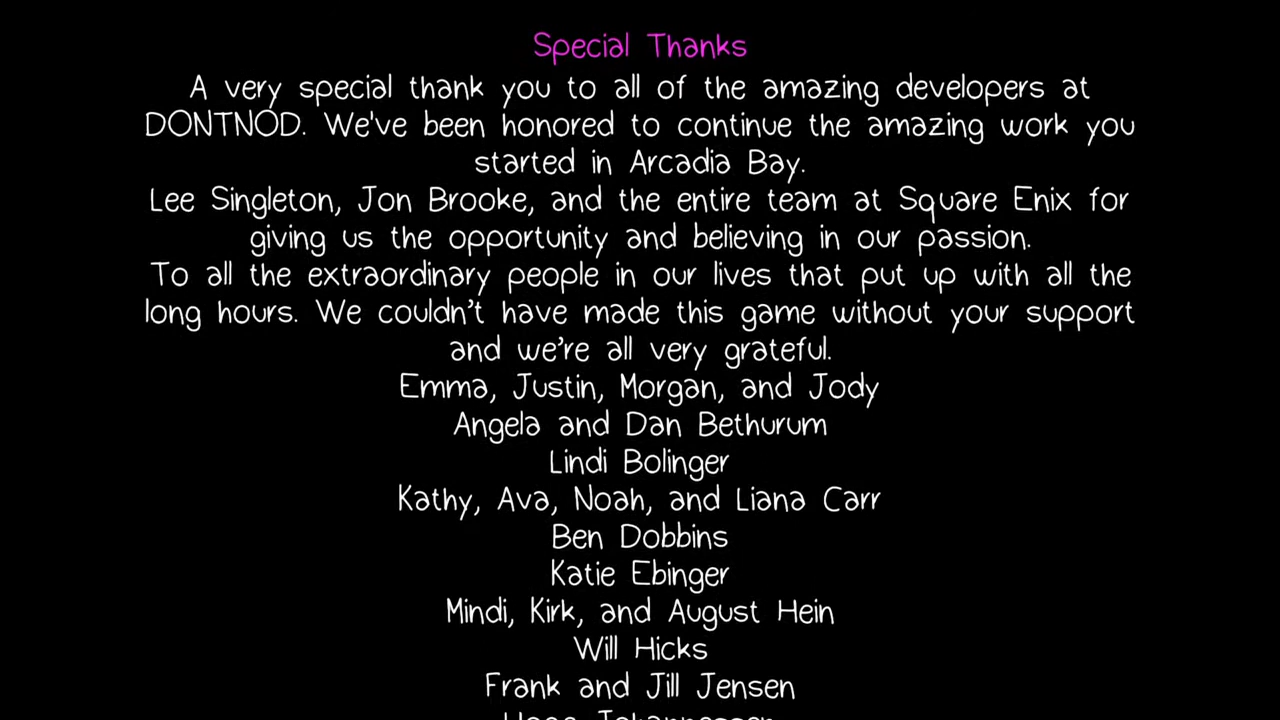 Special Thanks
A very special thank you to all of the amazing developers at
DONTNOD. We've been honored to continue the amazing work you
started in Arcadia Bay.
Lee Singleton, Jon Brooke, and the entire team at Square Enix for
giving us the opportunity and believing in our passion.
To all the extraordinary people in our lives that put up with all the
long hours. We couldn’t have made this game without your support
and we’re all very grateful.
Emma, Justin, Morgan, and Jody
Angela and Dan Bethurum
Lindi Bolinger
Kathy, Ava, Noah, and Liana Carr
Ben Dobbins
Katie Ebinger
Mindi, Kirk, and August Hein
Will Hicks
Frank and Jill Jensen